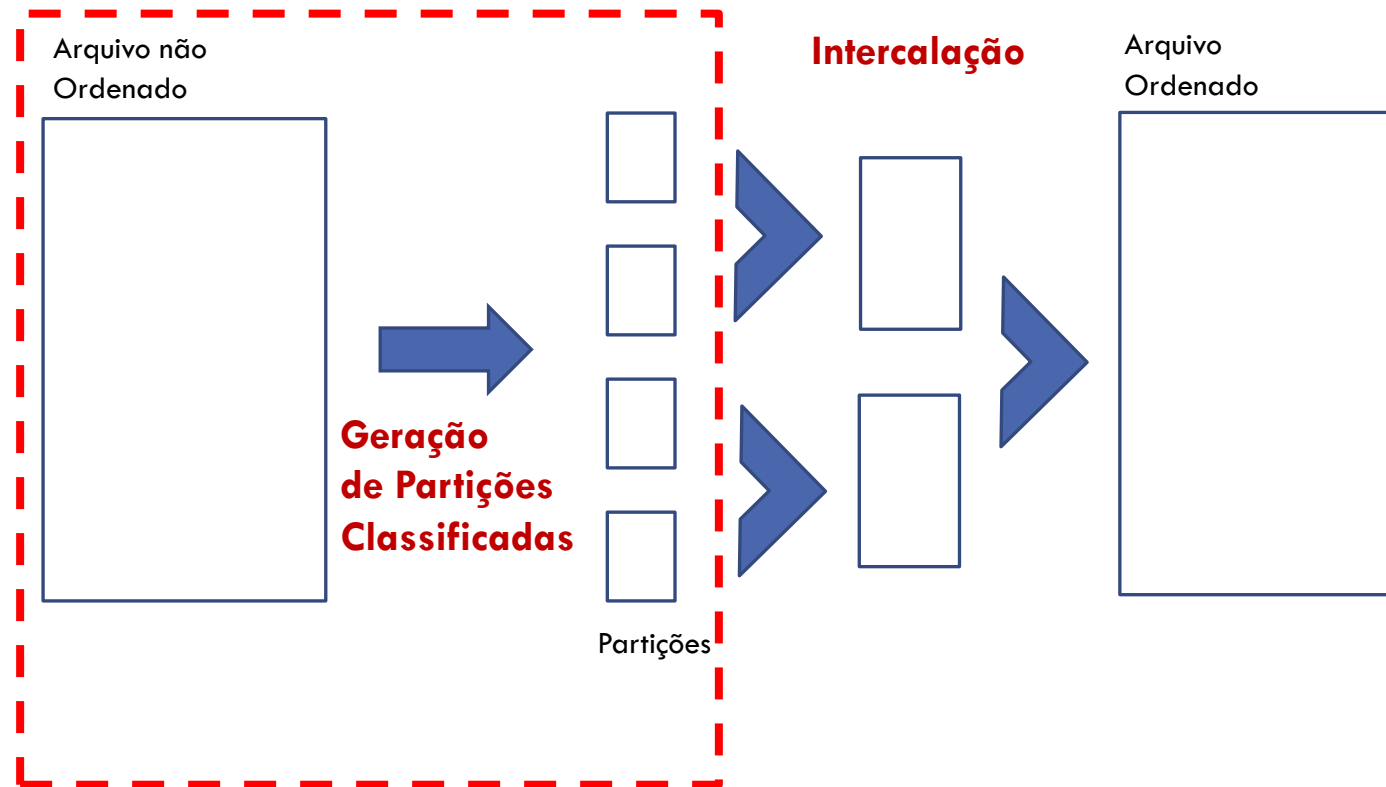 Arquivo não
Ordenado
Intercalação
Arquivo
Ordenado
Geração
de Partições
Classificadas
Partições